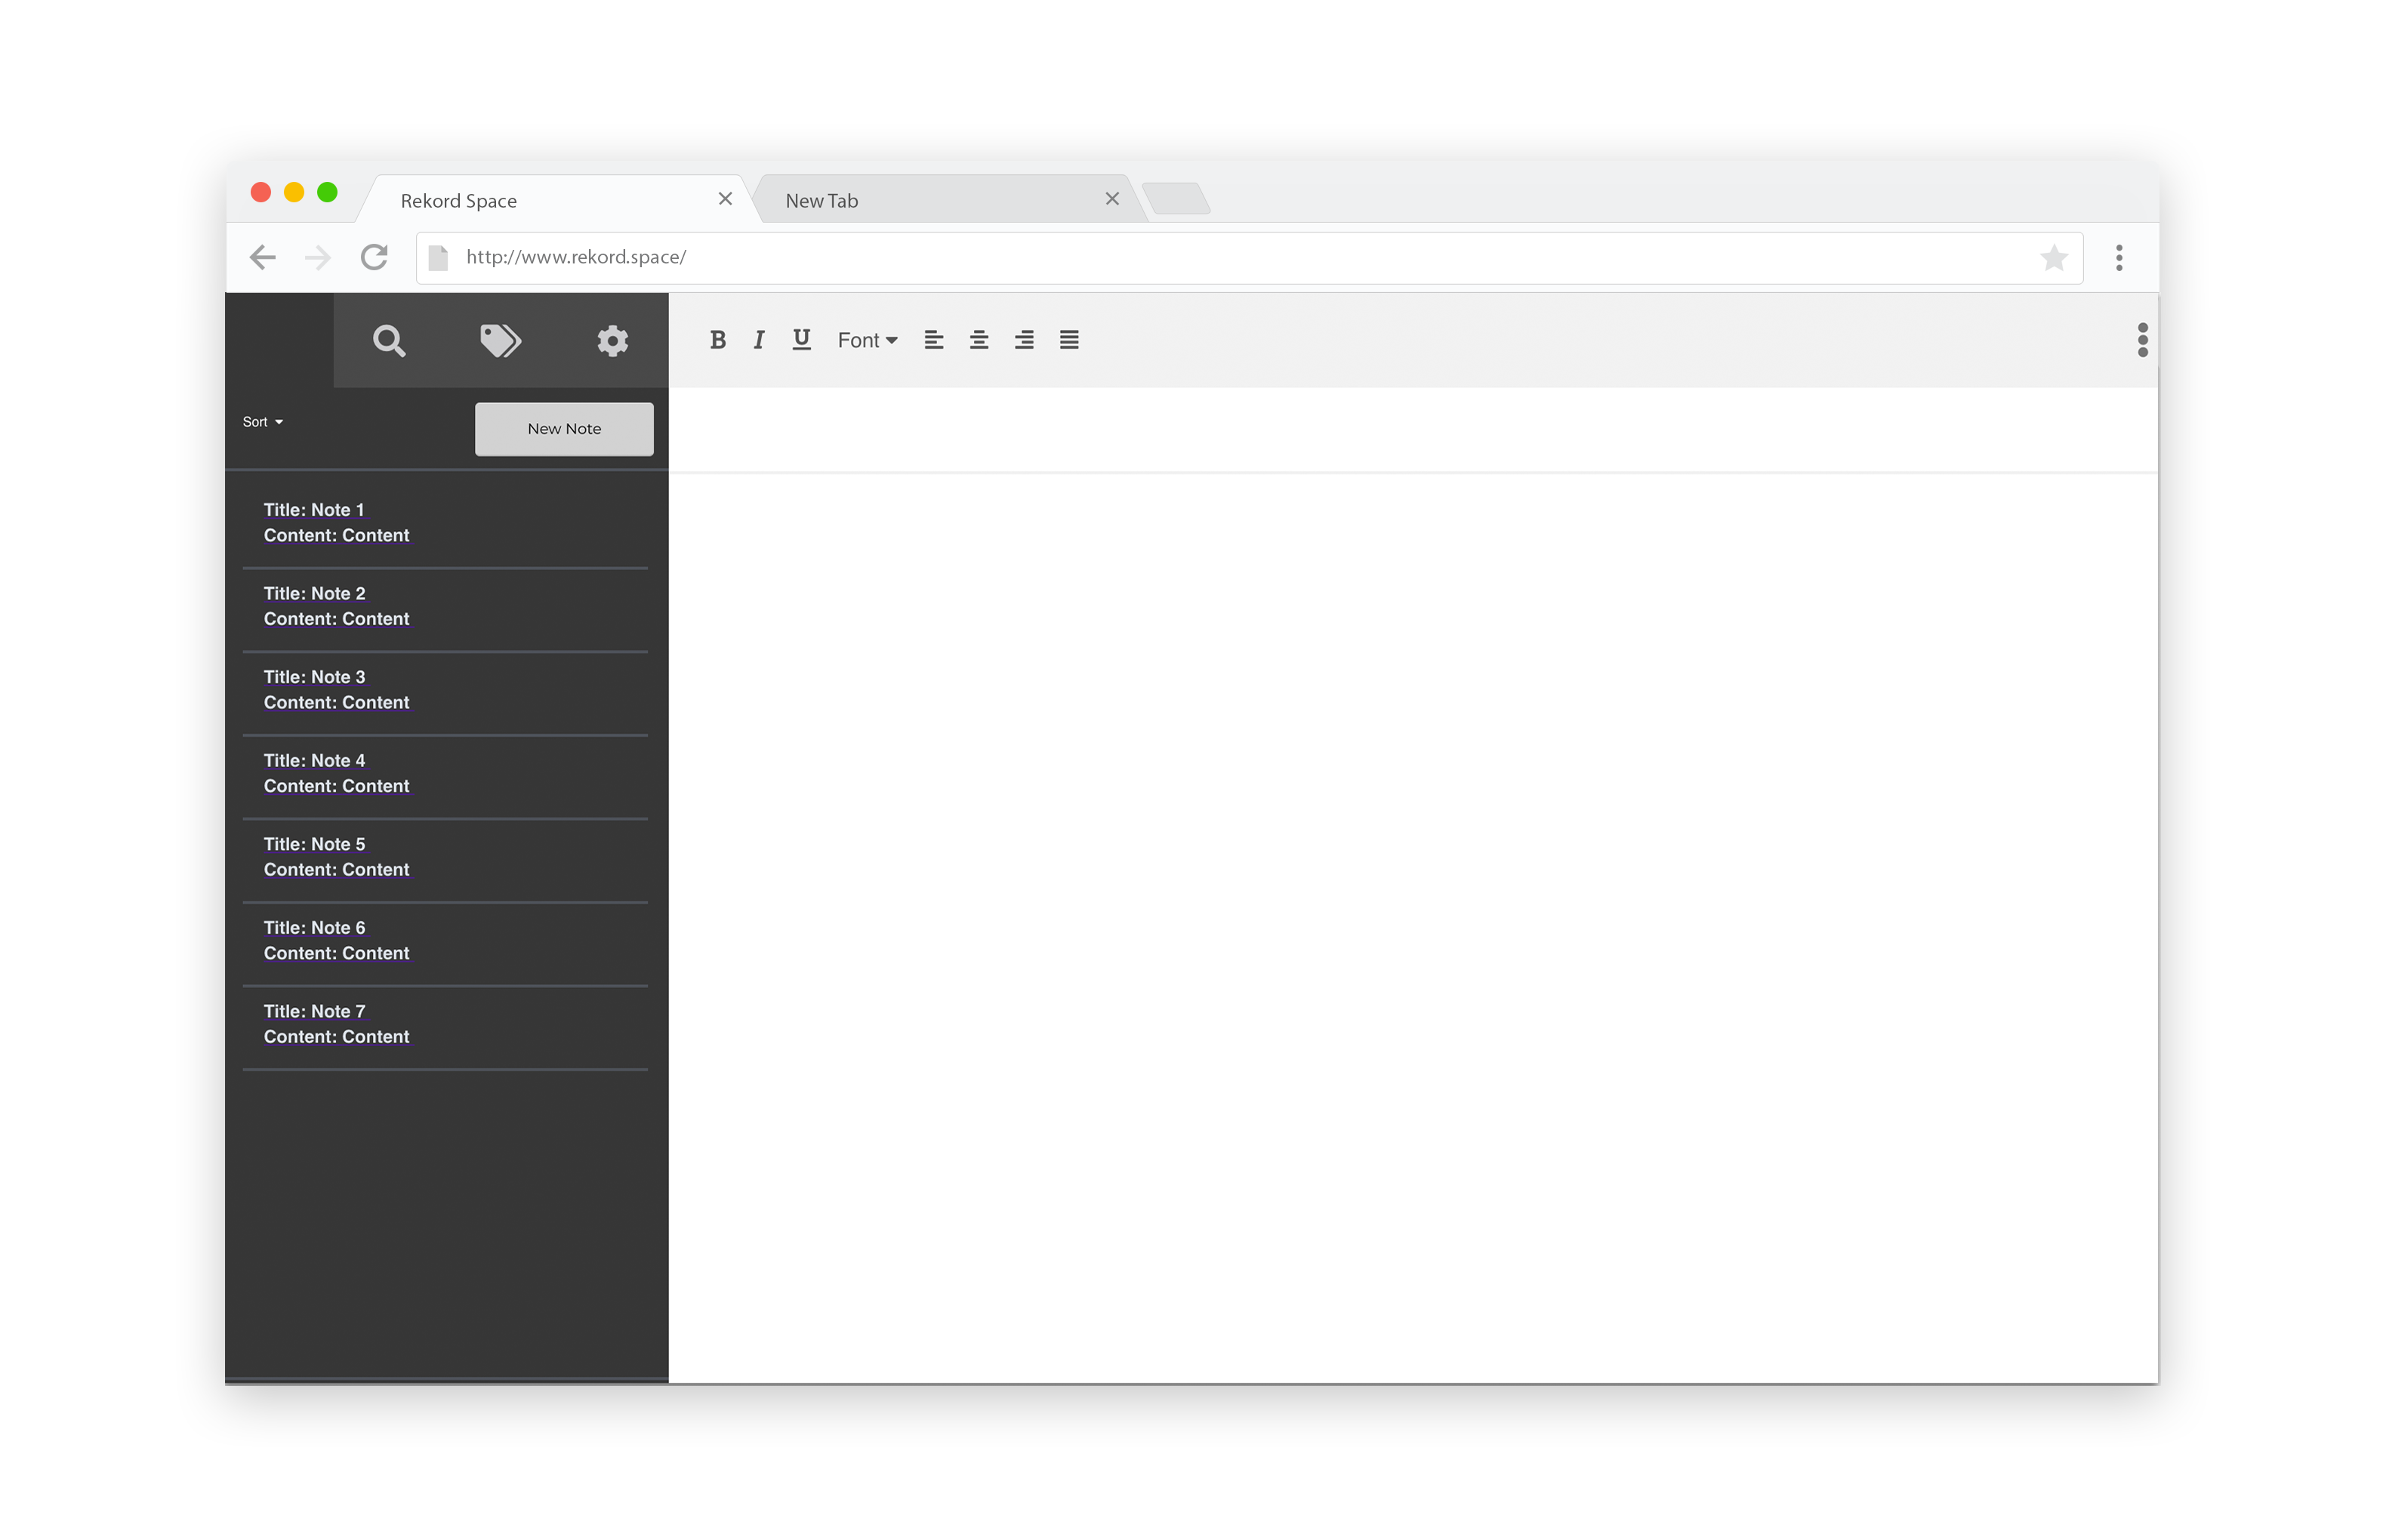 Rekord Space
New Tab
http://www.rekord.space/
B I U Font
Sort
New Note
Title: Note 1
Content: Content
Title: Note 2
Content: Content
Title: Note 3
Content: Content
Title: Note 4
Content: Content
Title: Note 5
Content: Content
Title: Note 6
Content: Content
Title: Note 7
Content: Content